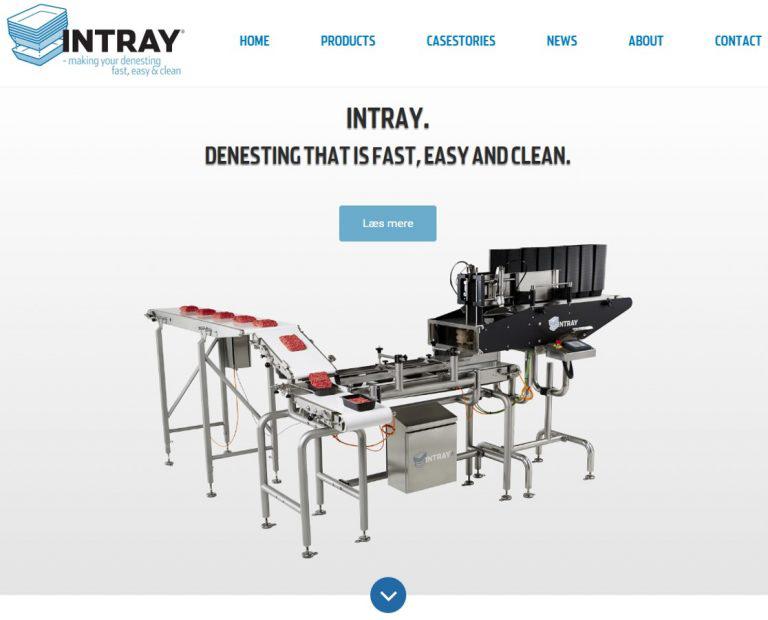 INTRAY®
- making your denesting
fast, easy & clean
HOME
PRODUCTS
CASESTORIES
NEWS
ABOUT
CONTACT
INTRAY.
DENESTING THAT IS FAST, EASY AND CLEAN.
Læs mere
INTRAY
INTRAY